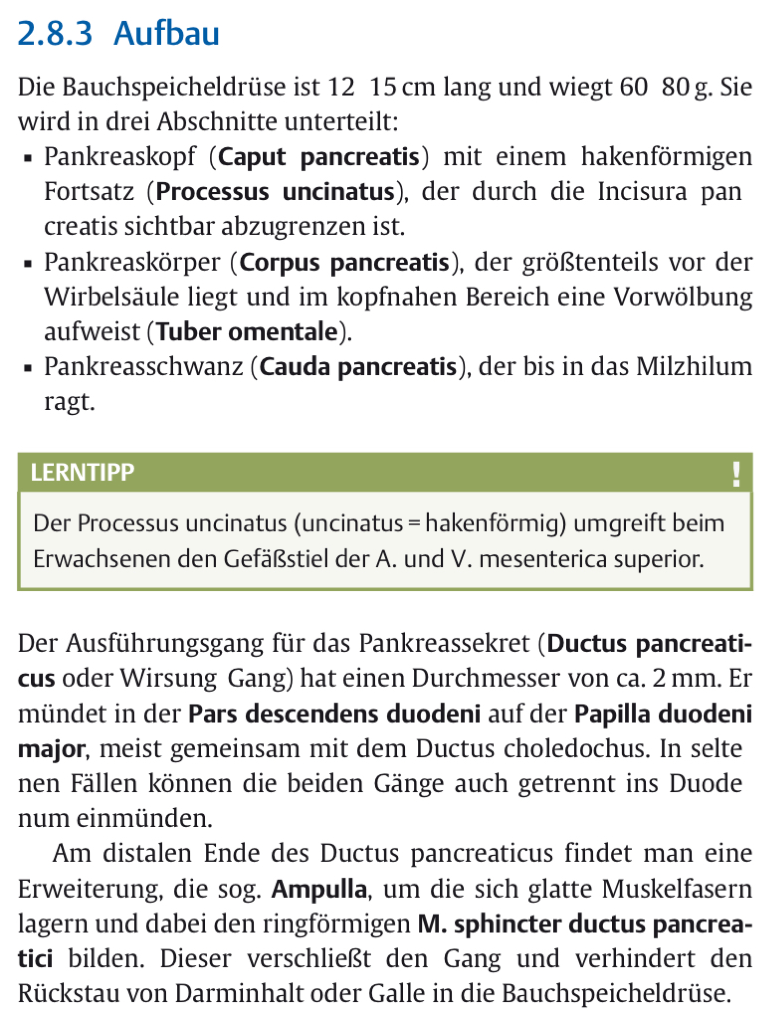 2.8.3 Aufbau
Die Bauchspeicheldrüse ist 12 15 cm lang und wiegt 60 80 g. Sie
wird in drei Abschnitte unterteilt:
▪ Pankreaskopf (Caput pancreatis) mit einem hakenförmigen
Fortsatz (Processus uncinatus), der durch die Incisura pan
creatis sichtbar abzugrenzen ist.
▪ Pankreaskörper (Corpus pancreatis), der größtenteils vor der
Wirbelsäule liegt und im kopfnahen Bereich eine Vorwölbung
aufweist (Tuber omentale).
▪ Pankreasschwanz (Cauda pancreatis), der bis in das Milzhilum
ragt.
LERNTIPP !
Der Processus uncinatus (uncinatus = hakenförmig) umgreift beim
Erwachsenen den Gefäßstiel der A. und V. mesenterica superior.
Der Ausführungsgang für das Pankreassekret (Ductus pancreati-
cus oder Wirsung Gang) hat einen Durchmesser von ca. 2 mm. Er
mündet in der Pars descendens duodeni auf der Papilla duodeni
major, meist gemeinsam mit dem Ductus choledochus. In selte
nen Fällen können die beiden Gänge auch getrennt ins Duode
num einmünden.
Am distalen Ende des Ductus pancreaticus findet man eine
Erweiterung, die sog. Ampulla, um die sich glatte Muskelfasern
lagern und dabei den ringförmigen M. sphincter ductus pancrea-
tici bilden. Dieser verschließt den Gang und verhindert den
Rückstau von Darminhalt oder Galle in die Bauchspeicheldrüse.